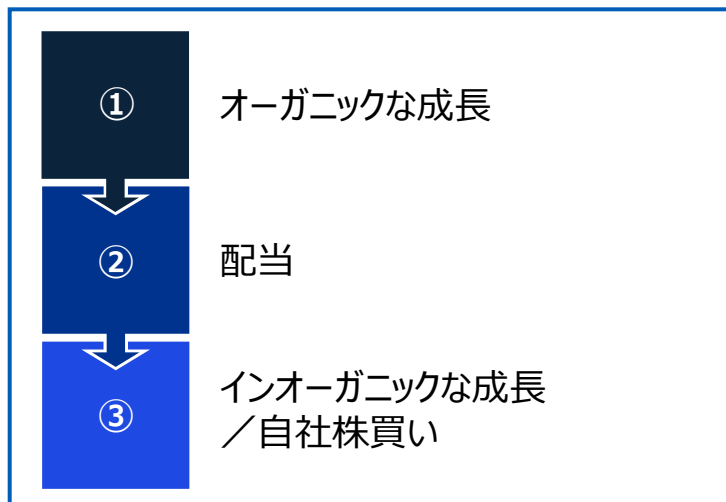 ①
オーガニックな成長
②
配当
③
インオーガニックな成長
／自社株買い